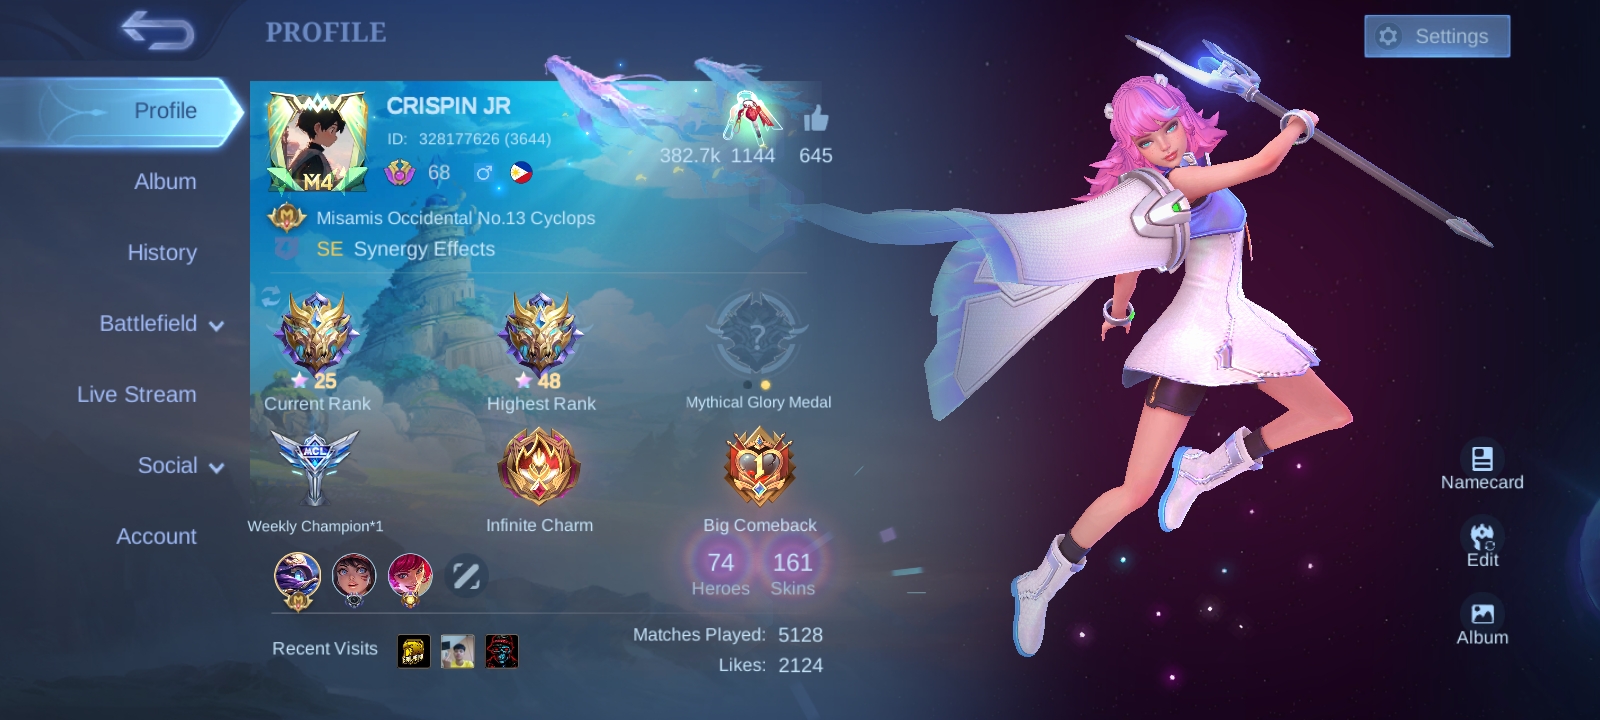 PROFILE
Settings
Profile
Album
History
Battlefield
Live Stream
Social
Account
M4
CRISPIN JR
ID: 328177626 (3644)
68
382.7k 1144 645
Misamis Occidental No.13 Cyclops
SE Synergy Effects
25
Current Rank
48
Highest Rank
?
Mythical Glory Medal
MCL
Weekly Champion*1
Infinite Charm
1
Big Comeback
74 161
Heroes Skins
Recent Visits
Matches Played: 5128
Likes: 2124
Namecard
Edit
Album